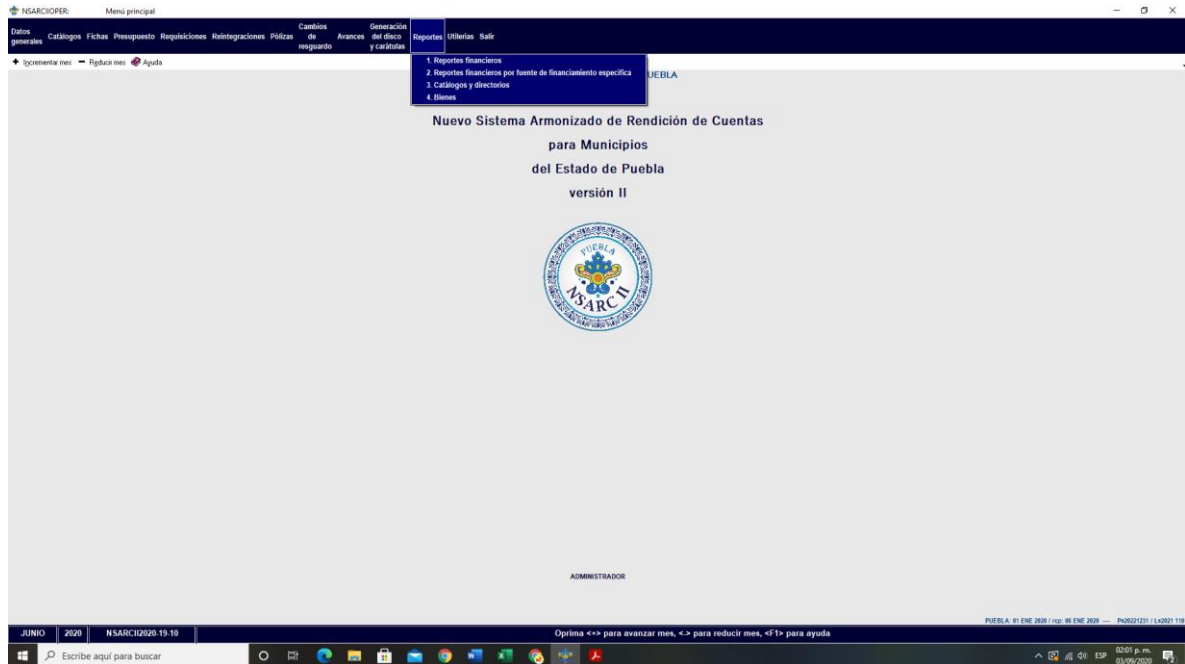 NSARCIIOPER: Menú principal
Datos generales Catálogos Fichas Presupuesto Requisiciones Reintegraciones Pólizas Cambios de resguardo Avances Generación del disco y carátulas Reportes Utilerías Salir
Incrementar mes Reducir mes Ayuda
1. Reportes financieros
2. Reportes financieros por fuente de financiamiento específica
3. Catálogos y directorios
4. Bienes
UEBLA
Nuevo Sistema Armonizado de Rendición de Cuentas
para Municipios
del Estado de Puebla
versión II
PUEBLA
NSARC II
ADMINISTRADOR
PUEBLA: 01 ENE 2020 / rcp: 06 ENE 2020 --- Px20221231 / Lx2021 110
JUNIO 2020 NSARCII2020-19-10 Oprima <+> para avanzar mes, <-> para reducir mes, <F1> para ayuda
Escribe aquí para buscar ESP 02:01 p. m.
03/09/2020